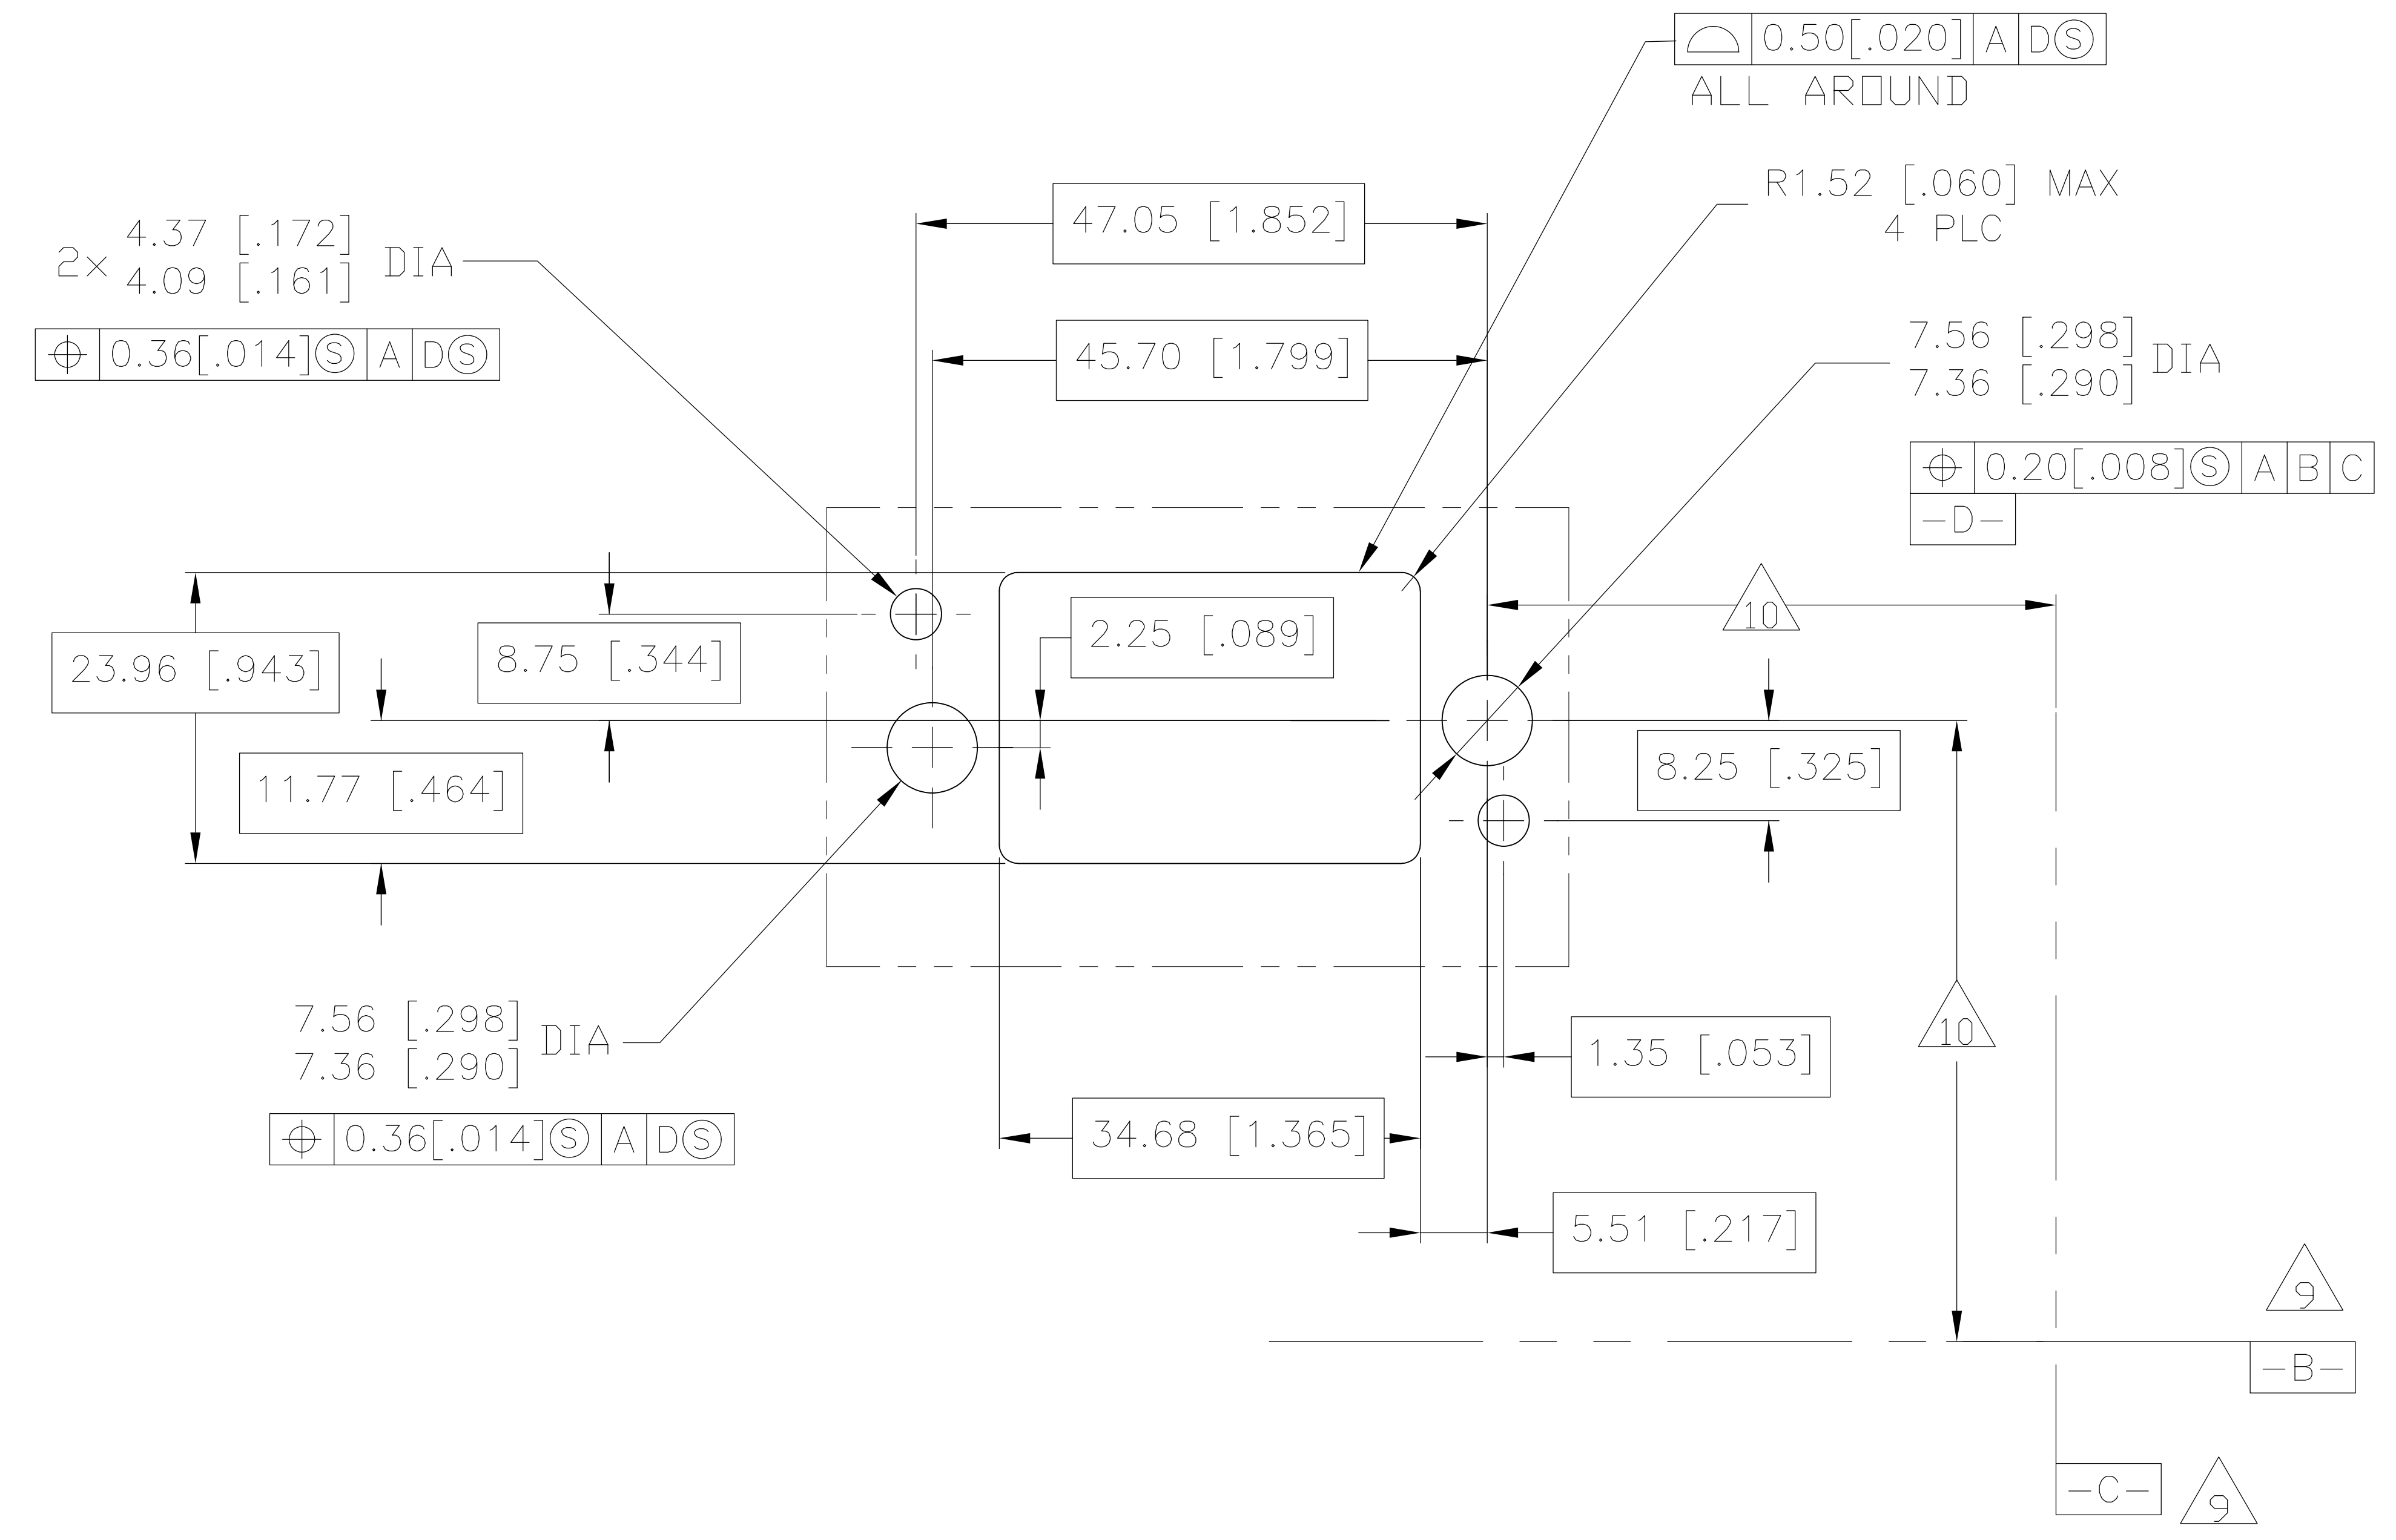 ⌓ 0.50[.020] A DⓈ
ALL AROUND
R1.52 [.060] MAX
4 PLC
47.05 [1.852]
4.37 [.172]
2x DIA
4.09 [.161]
⌖ 0.36[.014]Ⓢ A DⓈ
45.70 [1.799]
7.56 [.298]
7.36 [.290] DIA
⌖ 0.20[.008]Ⓢ A B C
-D-
10
2.25 [.089]
8.75 [.344]
23.96 [.943]
8.25 [.325]
11.77 [.464]
7.56 [.298]
7.36 [.290] DIA
⌖ 0.36[.014]Ⓢ A DⓈ
10
1.35 [.053]
34.68 [1.365]
5.51 [.217]
9
-B-
-C-
9